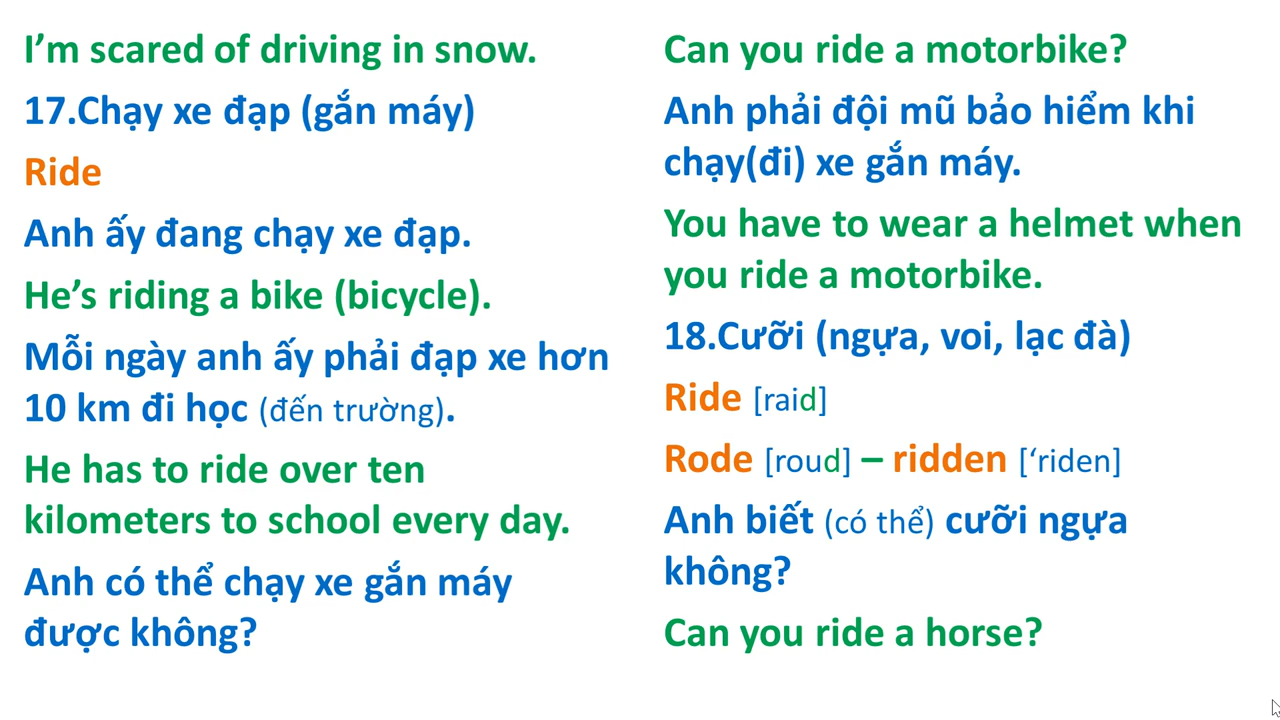 I’m scared of driving in snow.
17.Chạy xe đạp (gắn máy)
Ride
Anh ấy đang chạy xe đạp.
He’s riding a bike (bicycle).
Mỗi ngày anh ấy phải đạp xe hơn
10 km đi học (đến trường).
He has to ride over ten
kilometers to school every day.
Anh có thể chạy xe gắn máy
được không?
Can you ride a motorbike?
Anh phải đội mũ bảo hiểm khi
chạy(đi) xe gắn máy.
You have to wear a helmet when
you ride a motorbike.
18.Cưỡi (ngựa, voi, lạc đà)
Ride [raid]
Rode [roud] – ridden [‘riden]
Anh biết (có thể) cưỡi ngựa
không?
Can you ride a horse?